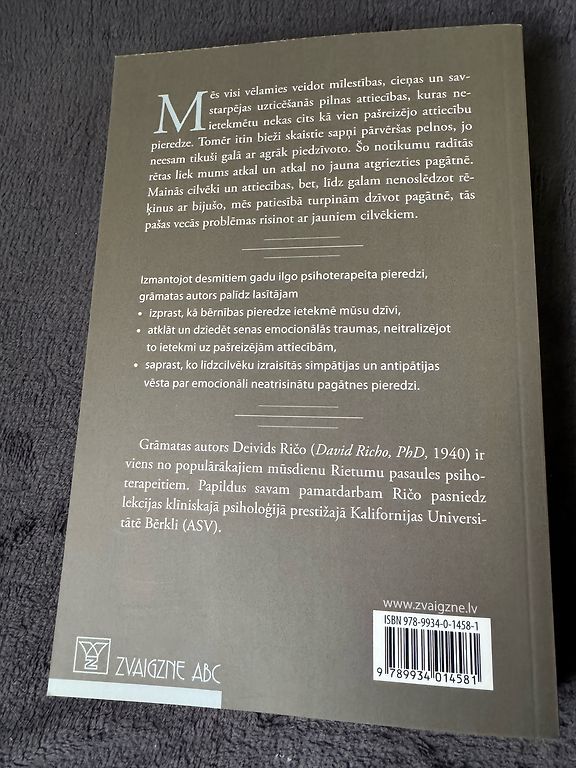 Mēs visi vēlamies veidot mīlestības, cieņas un sav-
starpējas uzticēšanās pilnas attiecības, kuras ne-
ietekmētu nekas cits kā vien pašreizējo attiecību
pieredze. Tomēr itin bieži skaistie sapņi pārvēršas pelnos, jo
neesam tikuši galā ar agrāk piedzīvoto. Šo notikumu radītās
rētas liek mums atkal un atkal no jauna atgriezties pagātnē.
Mainās cilvēki un attiecības, bet, līdz galam nenoslēdzot rē-
ķinus ar bijušo, mēs patiesībā turpinām dzīvot pagātnē, tās
pašas vecās problēmas risinot ar jauniem cilvēkiem.
Izmantojot desmitiem gadu ilgo psihoterapeita pieredzi,
grāmatas autors palīdz lasītājam
• izprast, kā bērnības pieredze ietekmē mūsu dzīvi,
• atklāt un dziedēt senas emocionālās traumas, neitralizējot
to ietekmi uz pašreizējām attiecībām,
• saprast, ko līdzcilvēku izraisītās simpātijas un antipātijas
vēsta par emocionāli neatrisinātu pagātnes pieredzi.
Grāmatas autors Deivids Ričo (David Richo, PhD, 1940) ir
viens no populārākajiem mūsdienu Rietumu pasaules psiho-
terapeitiem. Papildus savam pamatdarbam Ričo pasniedz
lekcijas klīniskajā psiholoģijā prestižajā Kalifornijas Universi-
tātē Bērkli (ASV).
www.zvaigzne.lv
ISBN 978-9934-0-1458-1
9 789934 014581
ZVAIGZNE ABC